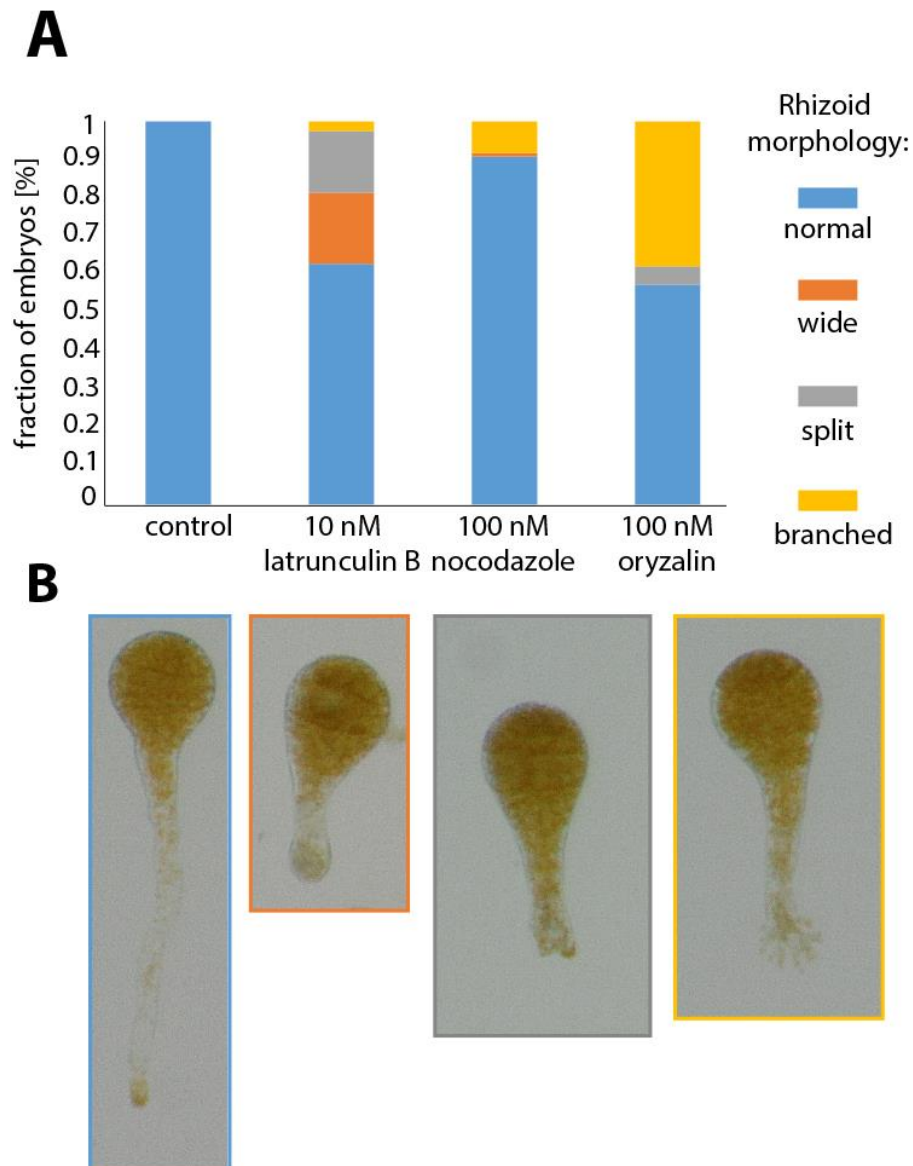 A
fraction of embryos [%]
1
0.9
0.8
0.7
0.6
0.5
0.4
0.3
0.2
0.1
0
control
10 nM
latrunculin B
100 nM
nocodazole
100 nM
oryzalin
Rhizoid
morphology:
normal
wide
split
branched
B